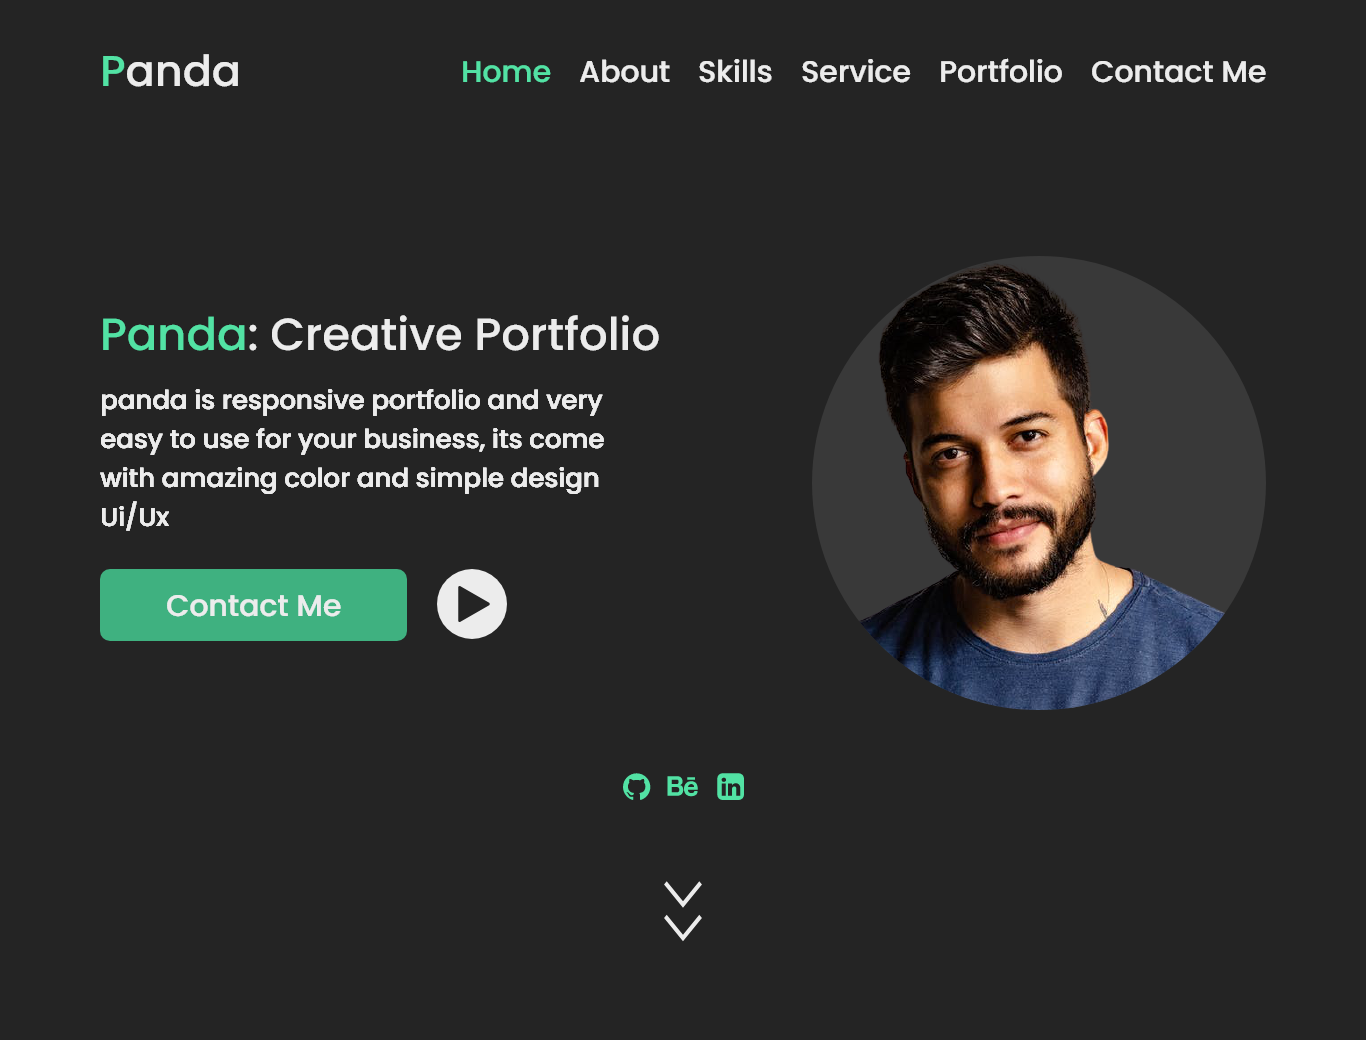 Panda
Home About Skills Service Portfolio Contact Me
Panda: Creative Portfolio
panda is responsive portfolio and very
easy to use for your business, its come
with amazing color and simple design
Ui/Ux
Contact Me
Bē in